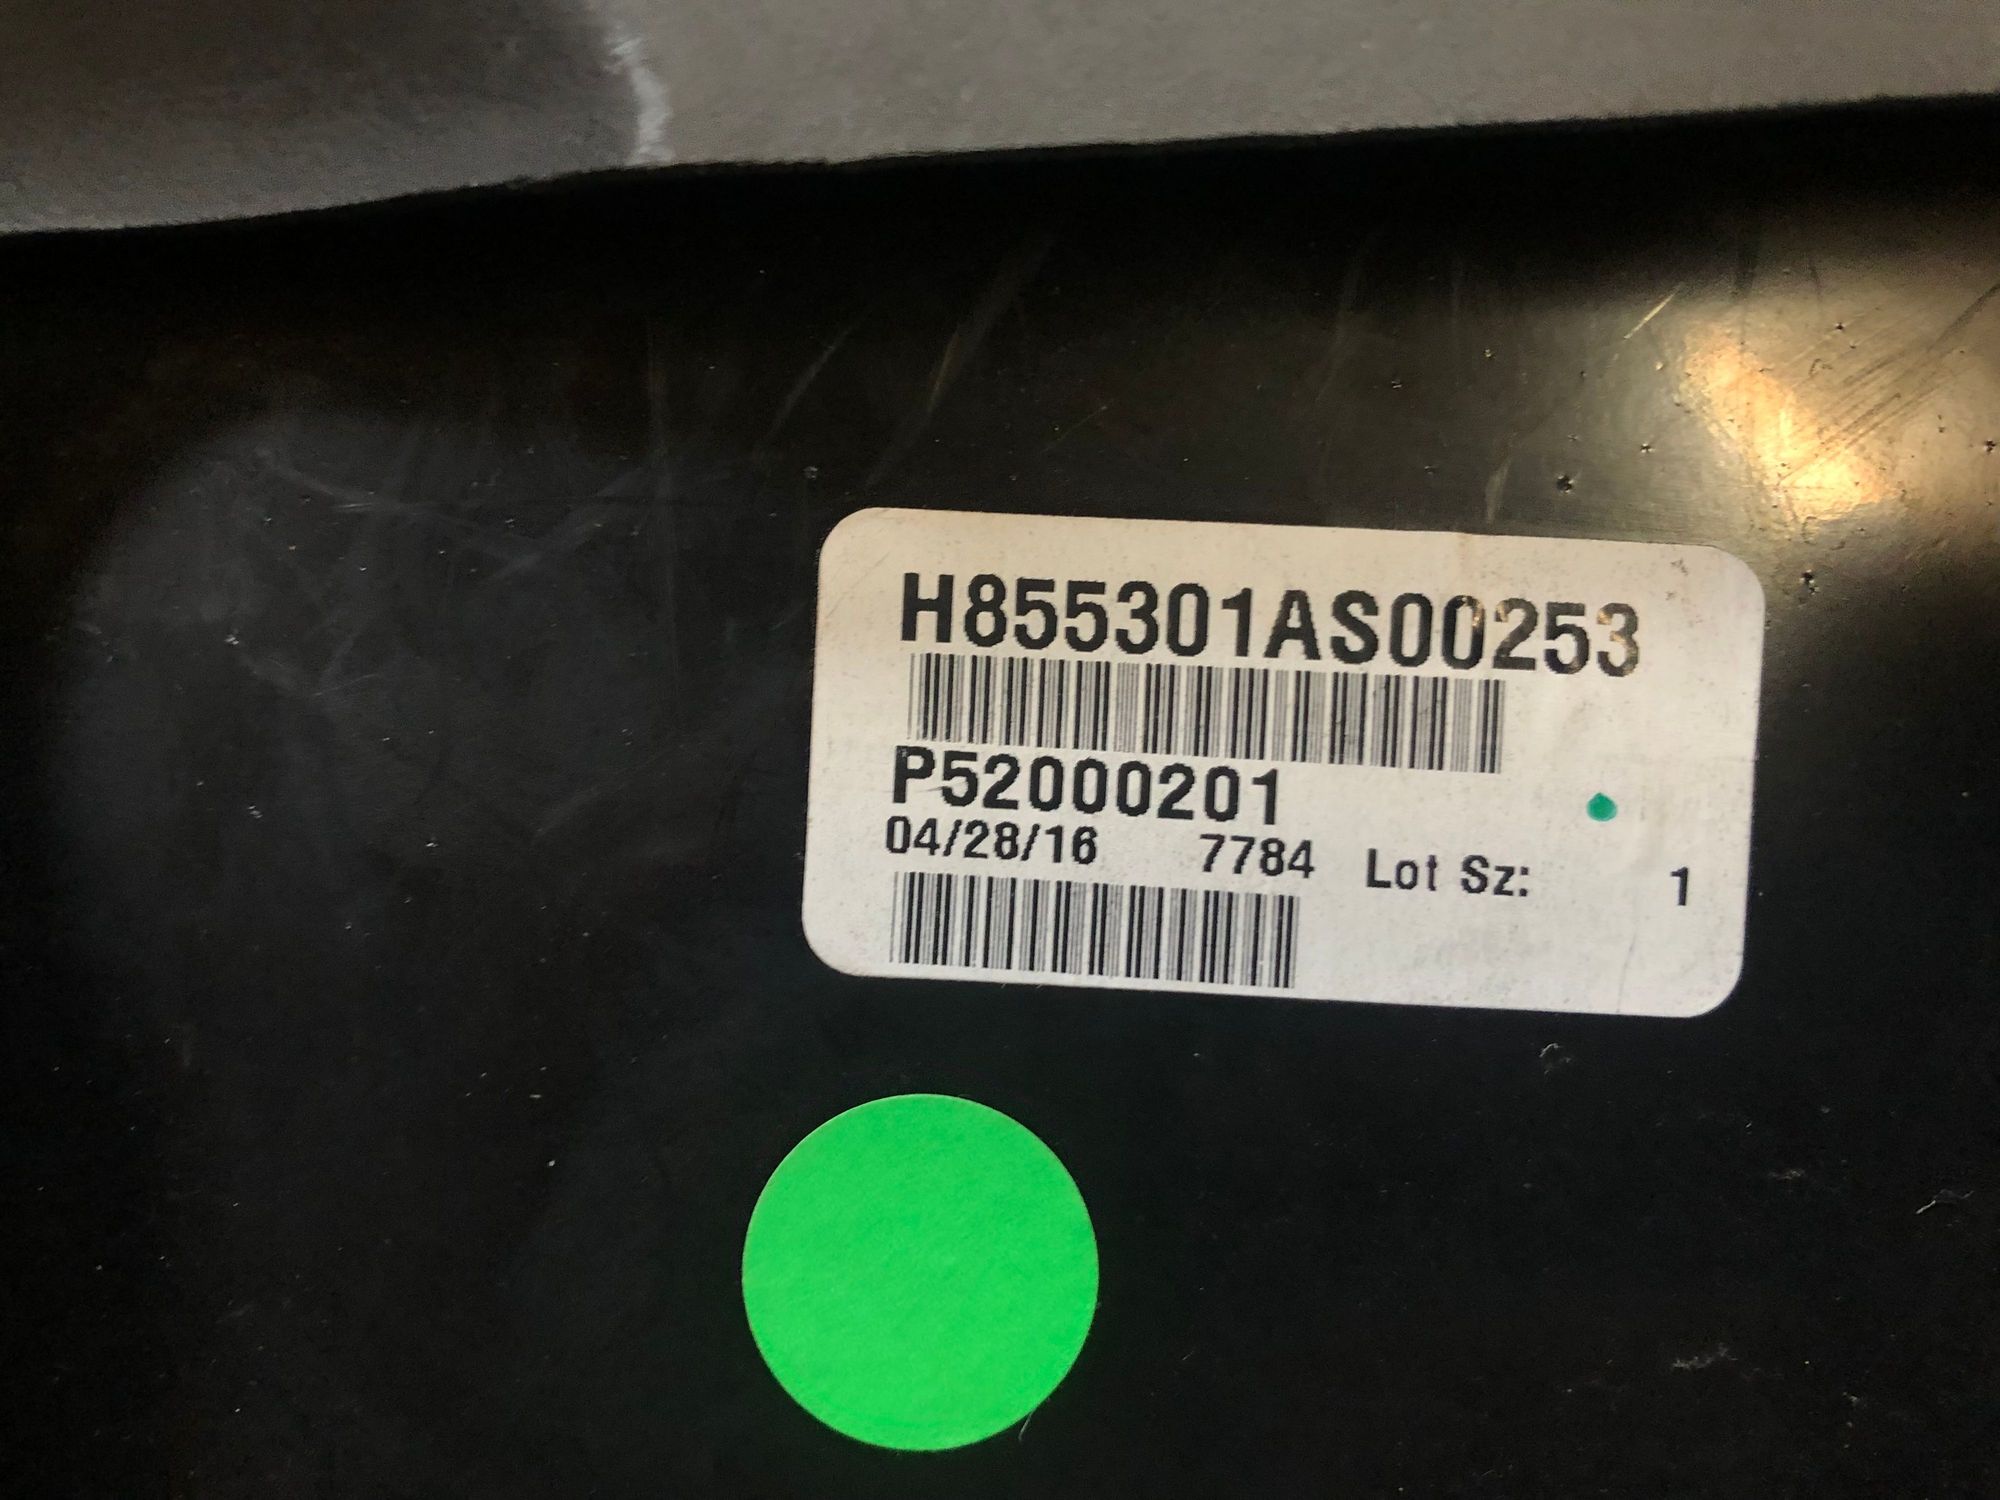 H855301AS00253
P52000201
04/28/16 7784 Lot Sz: 1